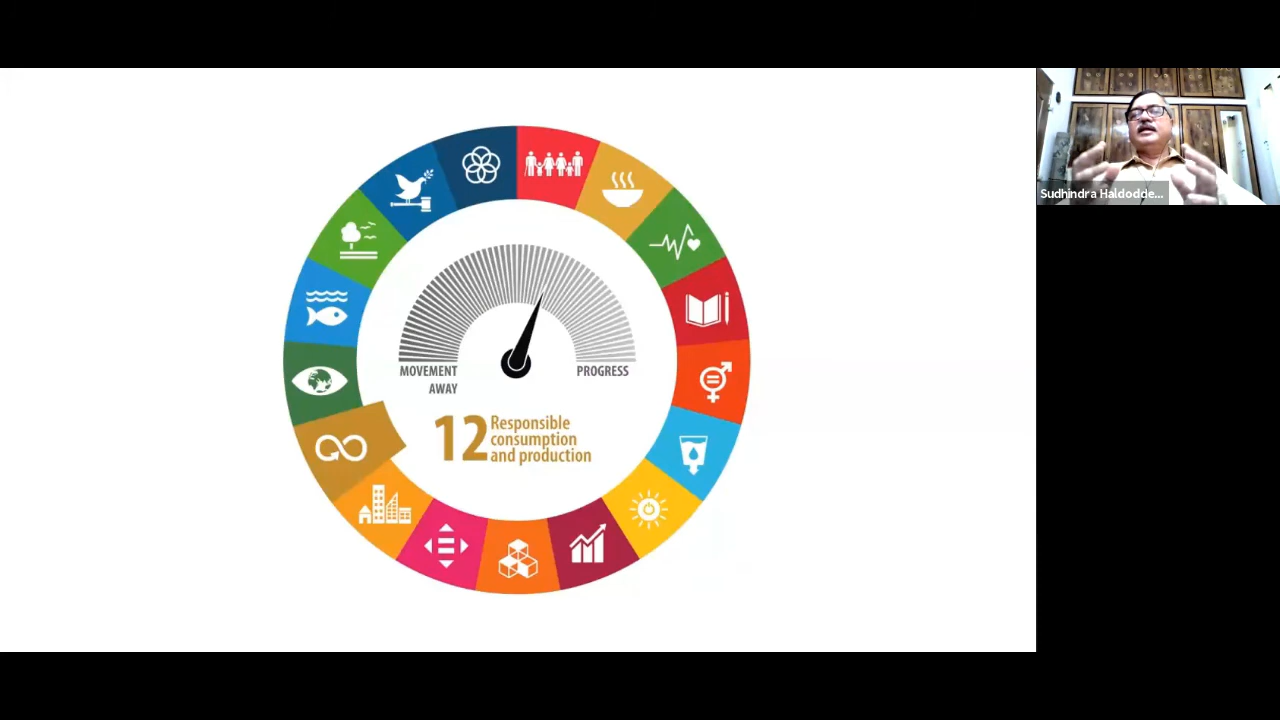 Sudhindra Haldodde...
MOVEMENT
AWAY
PROGRESS
12
Responsible
consumption
and production